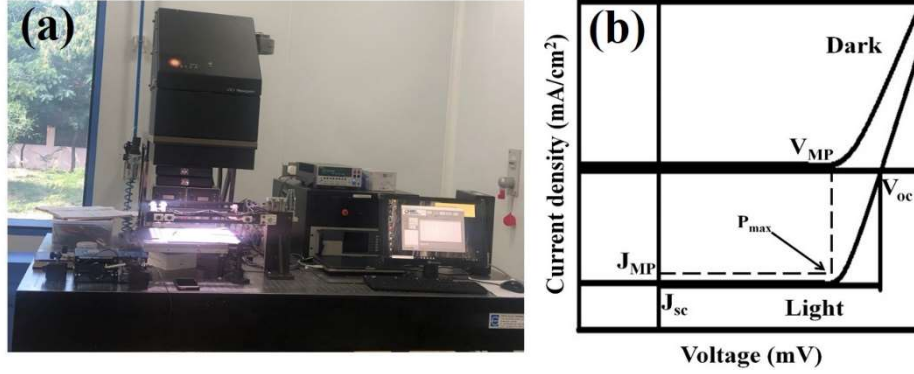 (a)
(b)
Current density (mA/cm²)
Dark
V_MP
V_oc
P_max
J_MP
J_sc
Light
Voltage (mV)